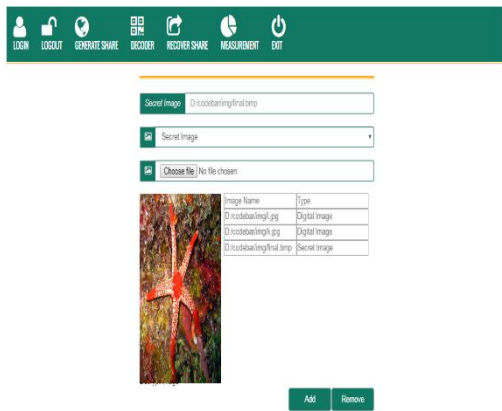 LOGIN LOGOUT GENERATE SHARE DECODER RECOVER SHARE MEASUREMENT EXIT
Secret Image D:/codebar/img/final.bmp
Secret Image
Choose file No file chosen
Image Name Type
D:/codebar/img/f.jpg Digital Image
D:/codebar/img/k.jpg Digital Image
D:/codebar/img/final.bmp Secret Image
Add Remove